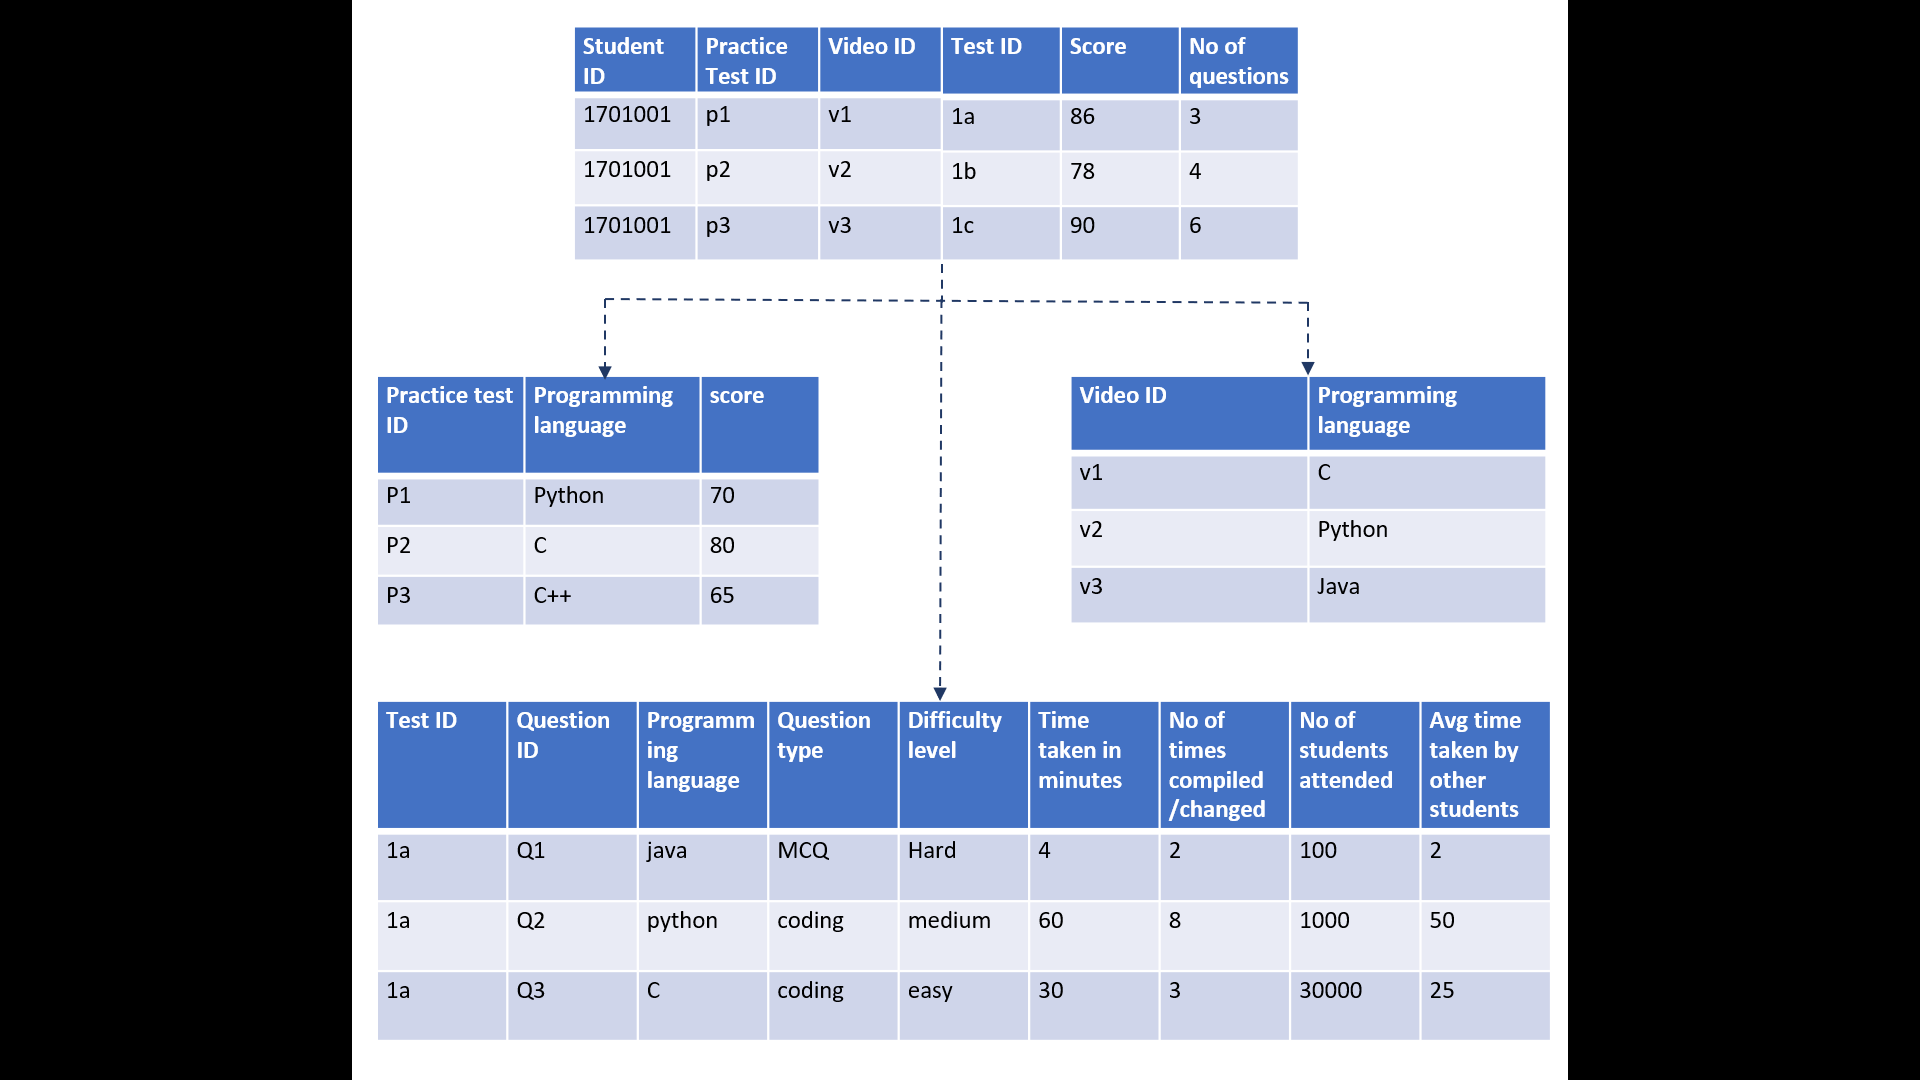 Student ID Practice Test ID Video ID Test ID Score No of questions
1701001 p1 v1 1a 86 3
1701001 p2 v2 1b 78 4
1701001 p3 v3 1c 90 6
Practice test ID Programming language score
P1 Python 70
P2 C 80
P3 C++ 65
Video ID Programming language
v1 C
v2 Python
v3 Java
Test ID Question ID Programming language Question type Difficulty level Time taken in minutes No of times compiled /changed No of students attended Avg time taken by other students
1a Q1 java MCQ Hard 4 2 100 2
1a Q2 python coding medium 60 8 1000 50
1a Q3 C coding easy 30 3 30000 25